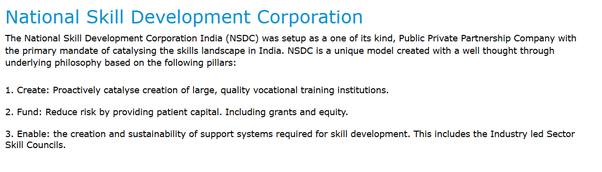 National Skill Development Corporation
The National Skill Development Corporation India (NSDC) was setup as a one of its kind, Public Private Partnership Company with
the primary mandate of catalysing the skills landscape in India. NSDC is a unique model created with a well thought through
underlying philosophy based on the following pillars:
1. Create: Proactively catalyse creation of large, quality vocational training institutions.
2. Fund: Reduce risk by providing patient capital. Including grants and equity.
3. Enable: the creation and sustainability of support systems required for skill development. This includes the Industry led Sector
Skill Councils.